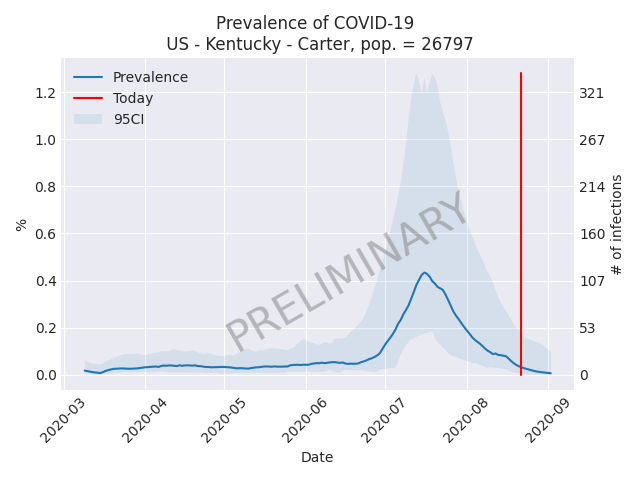 Prevalence of COVID-19
US - Kentucky - Carter, pop. = 26797
Prevalence
Today
95CI
PRELIMINARY
%
1.2
1.0
0.8
0.6
0.4
0.2
0.0
321
267
214
160
107
53
0
# of infections
2020-03
2020-04
2020-05
2020-06
2020-07
2020-08
2020-09
Date